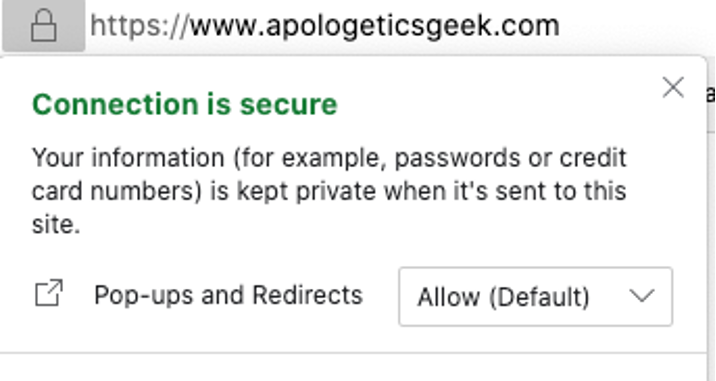 https://www.apologeticsgeek.com
Connection is secure
Your information (for example, passwords or credit
card numbers) is kept private when it's sent to this
site.
Pop-ups and Redirects
Allow (Default)